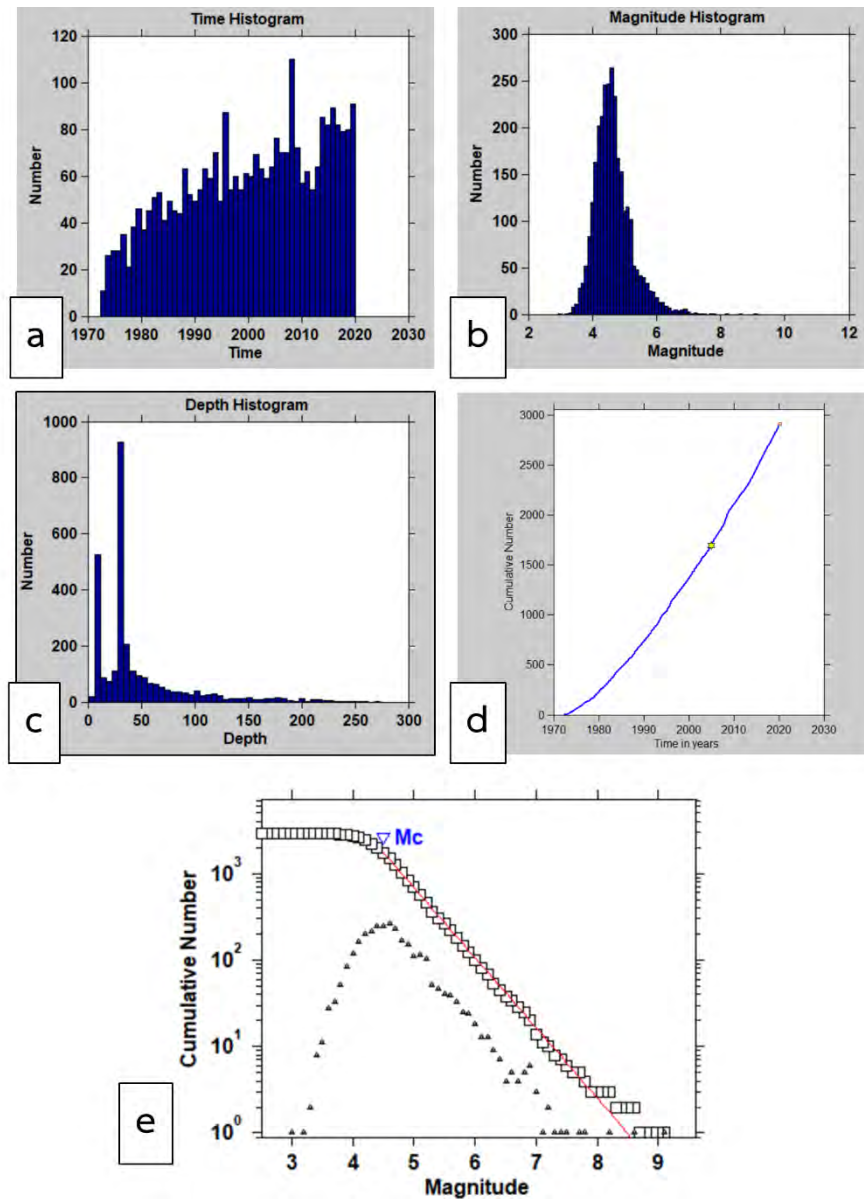 Time Histogram
120
100
80
60
40
20
0
Number
1970 1980 1990 2000 2010 2020 2030
Time
a
Magnitude Histogram
300
250
200
150
100
50
0
Number
2 4 6 8 10 12
Magnitude
b
Depth Histogram
1000
800
600
400
200
0
Number
0 50 100 150 200 250 300
Depth
c
3000
2500
2000
1500
1000
500
0
Cumulative Number
1970 1980 1990 2000 2010 2020 2030
Time in years
d
Mc
10³
10²
10¹
10⁰
Cumulative Number
3 4 5 6 7 8 9
Magnitude
e